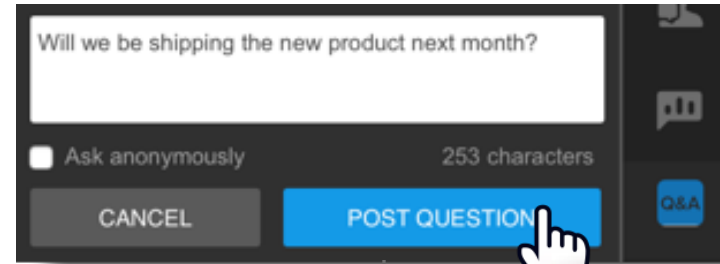 Will we be shipping the new product next month?
Ask anonymously 253 characters
CANCEL POST QUESTION
Q&A